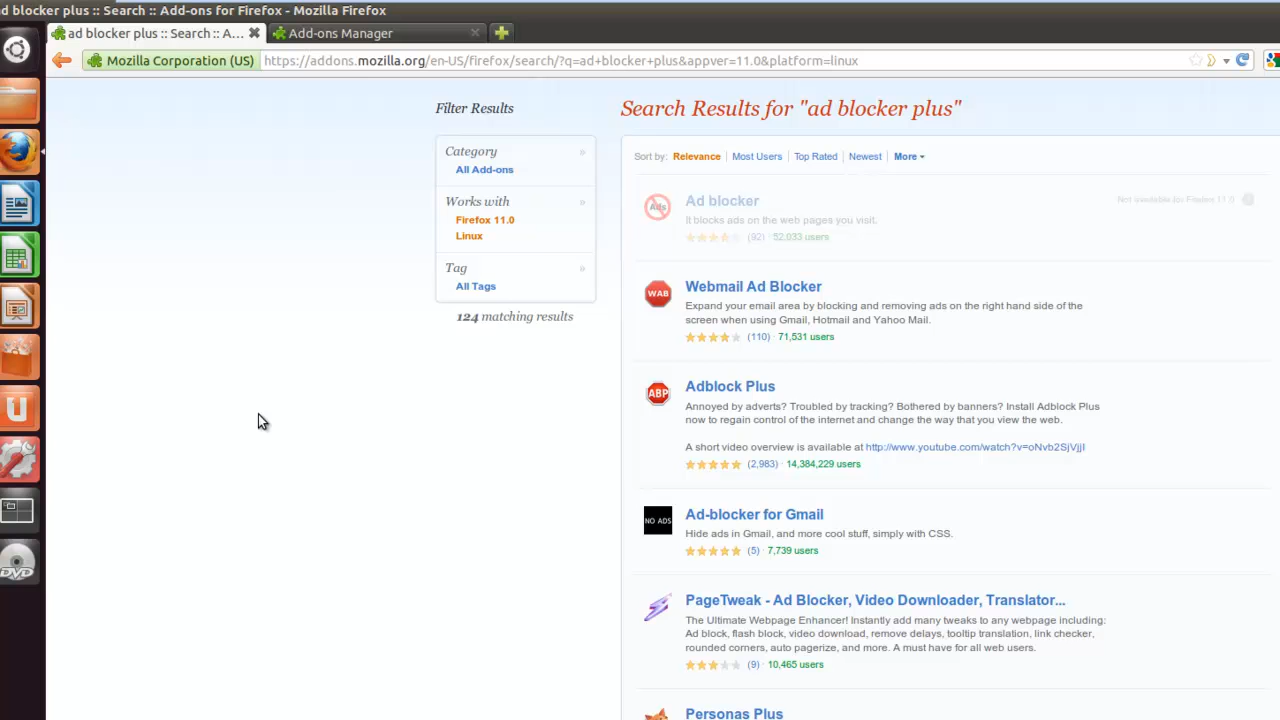 ad blocker plus :: Search :: Add-ons for Firefox - Mozilla Firefox
ad blocker plus :: Search :: A...
Add-ons Manager
Mozilla Corporation (US)
https://addons.mozilla.org/en-US/firefox/search/?q=ad+blocker+plus&appver=11.0&platform=linux
Filter Results
Category
All Add-ons
Works with
Firefox 11.0
Linux
Tag
All Tags
124 matching results
Search Results for "ad blocker plus"
Sort by: Relevance Most Users Top Rated Newest More
Ads
Ad blocker
Not available for Firefox 11.0
It blocks ads on the web pages you visit.
(92) · 52,033 users
WAB
Webmail Ad Blocker
Expand your email area by blocking and removing ads on the right hand side of the
screen when using Gmail, Hotmail and Yahoo Mail.
(110) · 71,531 users
ABP
Adblock Plus
Annoyed by adverts? Troubled by tracking? Bothered by banners? Install Adblock Plus
now to regain control of the internet and change the way that you view the web.
A short video overview is available at http://www.youtube.com/watch?v=oNvb2SjVjjI
(2,983) · 14,384,229 users
NO ADS
Ad-blocker for Gmail
Hide ads in Gmail, and more cool stuff, simply with CSS.
(5) · 7,739 users
PageTweak - Ad Blocker, Video Downloader, Translator...
The Ultimate Webpage Enhancer! Instantly add many tweaks to any webpage including:
Ad block, flash block, video download, remove delays, tooltip translation, link checker,
rounded corners, auto pagerize, and more. A must have for all web users.
(9) · 10,465 users
Personas Plus
U
DVD